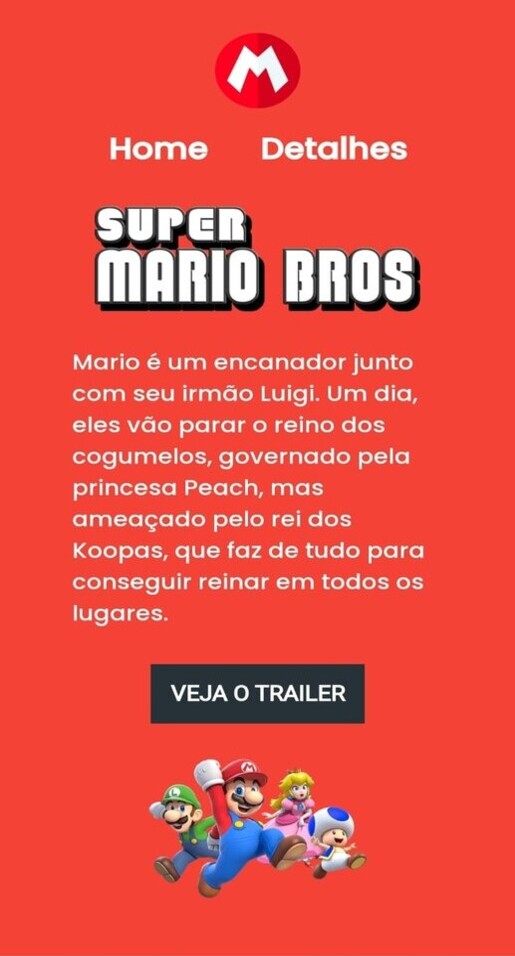 M
Home Detalhes
SUPER
MARIO BROS
Mario é um encanador junto
com seu irmão Luigi. Um dia,
eles vão parar o reino dos
cogumelos, governado pela
princesa Peach, mas
ameaçado pelo rei dos
Koopas, que faz de tudo para
conseguir reinar em todos os
lugares.
VEJA O TRAILER
M
L